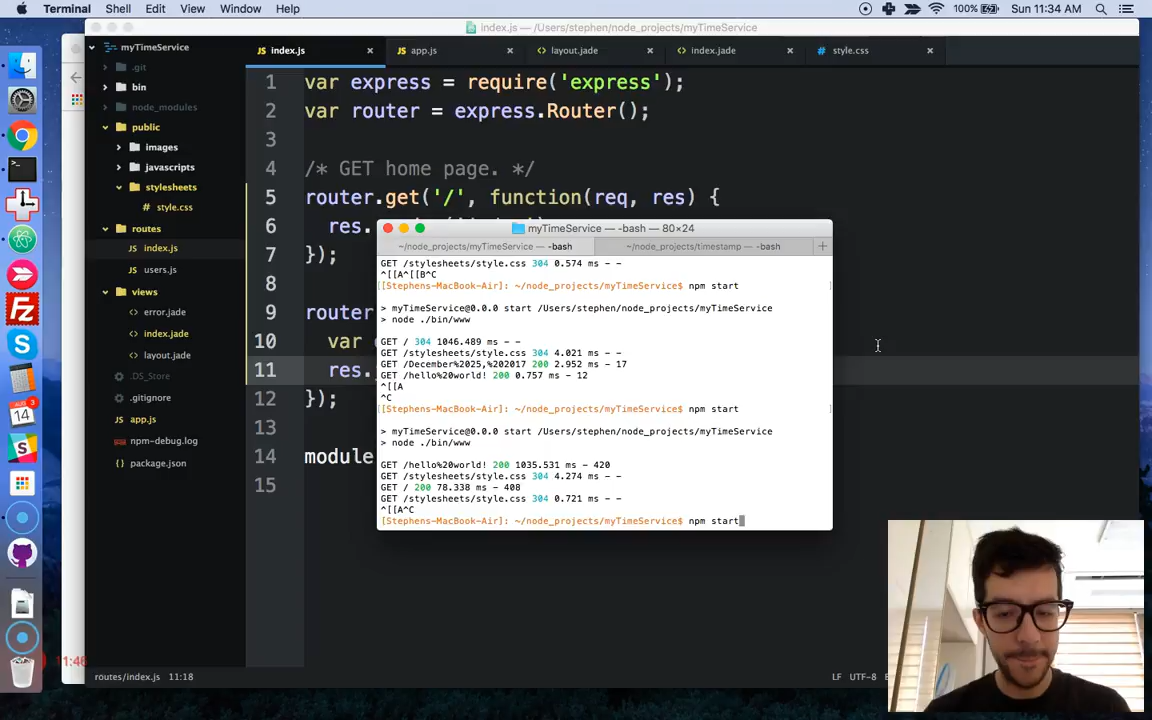 Terminal Shell Edit View Window Help
100% Sun 11:34 AM
index.js — /Users/stephen/node_projects/myTimeService
myTimeService
.git
bin
node_modules
public
images
javascripts
stylesheets
style.css
routes
index.js
users.js
views
error.jade
index.jade
layout.jade
.DS_Store
.gitignore
app.js
npm-debug.log
package.json
index.js app.js layout.jade index.jade style.css
1 var express = require('express');
2 var router = express.Router();
3
4 /* GET home page. */
5 router.get('/', function(req, res) {
6 res.
7 });
8
9 router
10 var
11 res.
12 });
13
14 module
15
myTimeService — -bash — 80×24
~/node_projects/myTimeService — -bash ~/node_projects/timestamp — -bash
GET /stylesheets/style.css 304 0.574 ms - -
^[[A^[[B^C
[[Stephens-MacBook-Air]: ~/node_projects/myTimeService$ npm start ]
> myTimeService@0.0.0 start /Users/stephen/node_projects/myTimeService
> node ./bin/www
GET / 304 1046.489 ms - -
GET /stylesheets/style.css 304 4.021 ms - -
GET /December%2025,%202017 200 2.952 ms - 17
GET /hello%20world! 200 0.757 ms - 12
^[[A
^C
[[Stephens-MacBook-Air]: ~/node_projects/myTimeService$ npm start ]
> myTimeService@0.0.0 start /Users/stephen/node_projects/myTimeService
> node ./bin/www
GET /hello%20world! 200 1035.531 ms - 420
GET /stylesheets/style.css 304 4.274 ms - -
GET / 200 78.338 ms - 408
GET /stylesheets/style.css 304 0.721 ms - -
^[[A^C
[Stephens-MacBook-Air]: ~/node_projects/myTimeService$ npm start
3
14
11:46
routes/index.js 11:18
LF UTF-8